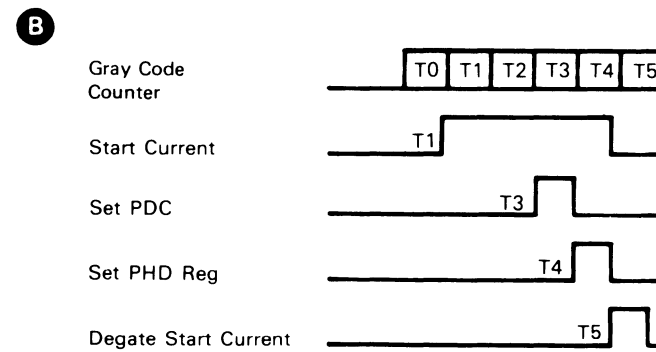 B
Gray Code
Counter
T0 T1 T2 T3 T4 T5
Start Current
T1
Set PDC
T3
Set PHD Reg
T4
Degate Start Current
T5